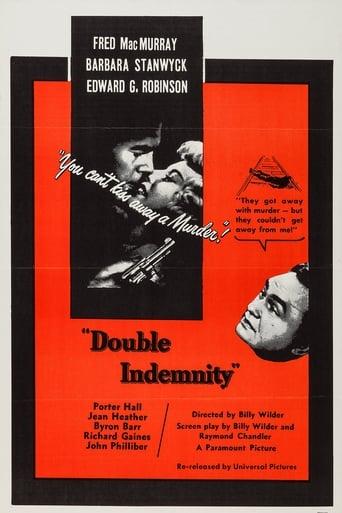 FRED MacMURRAY
BARBARA STANWYCK
EDWARD G. ROBINSON
"You can't kiss away a Murder"!
"They got away
with murder – but
they couldn't get
away from me!"
"Double
Indemnity"
Porter Hall
Jean Heather
Byron Barr
Richard Gaines
John Philliber
Directed by Billy Wilder
Screen play by Billy Wilder and
Raymond Chandler
A Paramount Picture
Re-released by Universal Pictures